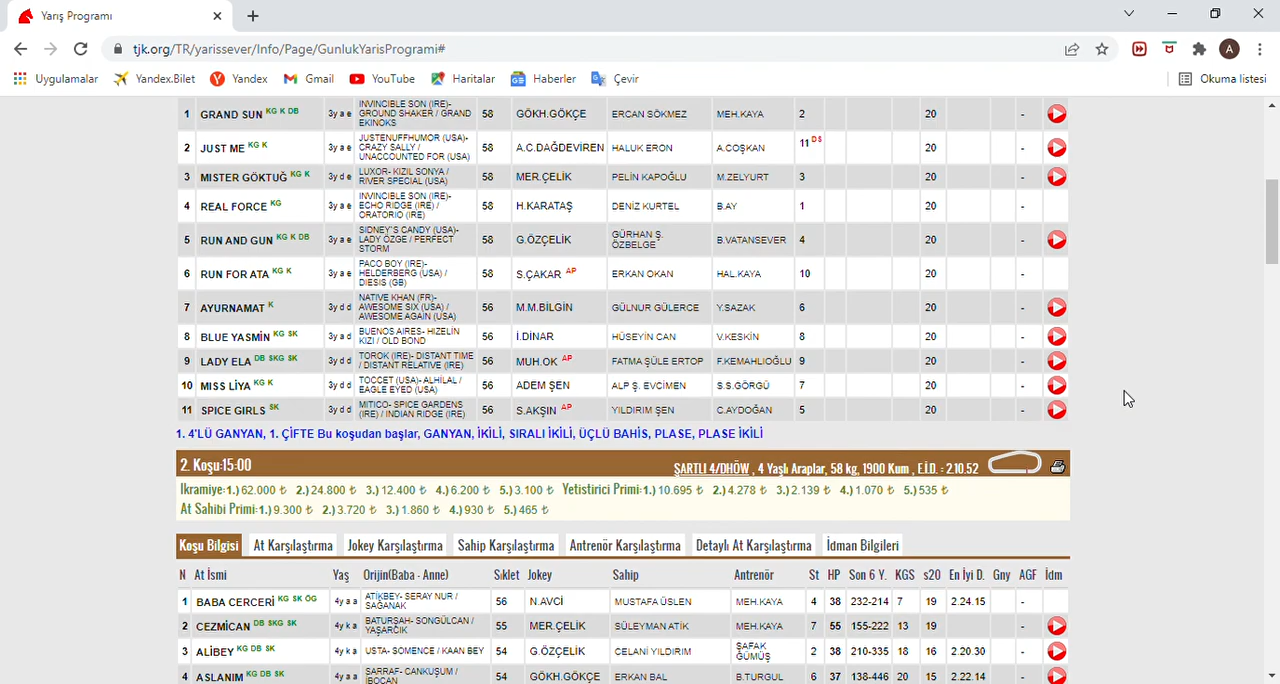 Yarış Programı
tjk.org/TR/yarissever/Info/Page/GunlukYarisProgrami#
A
Uygulamalar Yandex.Bilet Yandex Gmail YouTube Haritalar Haberler Çevir Okuma listesi
1 GRAND SUN KG K DB 3y a e INVINCIBLE SON (IRE)- GROUND SHAKER / GRAND EKINOKS 58 GÖKH.GÖKÇE ERCAN SÖKMEZ MEH.KAYA 2 20 -
2 JUST ME KG K 3y a e JUSTENUFFHUMOR (USA)- CRAZY SALLY / UNACCOUNTED FOR (USA) 58 A.C.DAĞDEVİREN HALUK ERON A.COŞKAN 11 DS 20 -
3 MISTER GÖKTUĞ KG K 3y d e LUXOR- KIZIL SONYA / RIVER SPECIAL (USA) 58 MER.ÇELİK PELİN KAPOĞLU M.ZELYURT 3 20 -
4 REAL FORCE KG 3y a e INVINCIBLE SON (IRE)- ECHO RIDGE (IRE) / ORATORIO (IRE) 58 H.KARATAŞ DENİZ KURTEL B.AY 1 20 -
5 RUN AND GUN KG K DB 3y a e SIDNEY'S CANDY (USA)- LADY ÖZGE / PERFECT STORM 58 G.ÖZÇELİK GÜRHAN Ş. ÖZBELGE B.VATANSEVER 4 20 -
6 RUN FOR ATA KG K 3y d e PACO BOY (IRE)- HELDERBERG (USA) / DIESIS (GB) 58 S.ÇAKAR AP ERKAN OKAN HAL.KAYA 10 20 -
7 AYURNAMAT K 3y d d NATIVE KHAN (FR)- AWESOME SIX (USA) / AWESOME AGAIN (USA) 56 M.M.BİLGİN GÜLNUR GÜLERCE Y.SAZAK 6 20 -
8 BLUE YASMİN KG SK 3y a d BUENOS AIRES- HIZELİN KIZI / OLD BOND 56 İ.DİNAR HÜSEYİN CAN V.KESKİN 8 20 -
9 LADY ELA DB SKG SK 3y d d TOROK (IRE)- DISTANT TIME / DISTANT RELATIVE (IRE) 56 MUH.OK AP FATMA ŞÜLE ERTOP F.KEMAHLIOĞLU 9 20 -
10 MISS LİYA KG K 3y d d TOCCET (USA)- ALHİLAL / EAGLE EYED (USA) 56 ADEM ŞEN ALP Ş. EVCİMEN S.S.GÖRGÜ 7 20 -
11 SPICE GIRLS SK 3y d d MITICO- SPICE GARDENS (IRE) / INDIAN RIDGE (IRE) 56 S.AKŞIN AP YILDIRIM ŞEN C.AYDOĞAN 5 20 -
1. 4'LÜ GANYAN, 1. ÇİFTE Bu koşudan başlar, GANYAN, İKİLİ, SIRALI İKİLİ, ÜÇLÜ BAHİS, PLASE, PLASE İKİLİ
2. Koşu:15:00 ŞARTLI 4/DHÖW , 4 Yaşlı Araplar, 58 kg, 1900 Kum , E.İ.D. : 2.10.52
Ikramiye:1.) 62.000 ₺ 2.) 24.800 ₺ 3.) 12.400 ₺ 4.) 6.200 ₺ 5.) 3.100 ₺ Yetistirici Primi:1.) 10.695 ₺ 2.) 4.278 ₺ 3.) 2.139 ₺ 4.) 1.070 ₺ 5.) 535 ₺
At Sahibi Primi:1.) 9.300 ₺ 2.) 3.720 ₺ 3.) 1.860 ₺ 4.) 930 ₺ 5.) 465 ₺
Koşu Bilgisi At Karşılaştırma Jokey Karşılaştırma Sahip Karşılaştırma Antrenör Karşılaştırma Detaylı At Karşılaştırma İdman Bilgileri
N At İsmi Yaş Orijin(Baba - Anne) Sıklet Jokey Sahip Antrenör St HP Son 6 Y. KGS s20 En İyi D. Gny AGF İdm
1 BABA CERCERİ KG SK ÖG 4y a a ATİKBEY- SERAY NUR / SAĞANAK 56 N.AVCİ MUSTAFA ÜSLEN MEH.KAYA 4 38 232-214 7 19 2.24.15 -
2 CEZMİCAN DB SKG SK 4y k a BATURŞAH- SONGÜLCAN / YAŞARCIK 55 MER.ÇELİK SÜLEYMAN ATİK MEH.KAYA 7 55 155-222 13 19 -
3 ALİBEY KG DB SK 4y k a USTA- SOMENCE / KAAN BEY 54 G.ÖZÇELİK CELANİ YILDIRIM ŞAFAK GÜMÜŞ 2 38 210-335 18 16 2.20.30 -
4 ASLANIM KG DB SK 4y a a SARRAF- CANKUŞUM / İBOCAN 54 GÖKH.GÖKÇE ERKAN BAL B.TURGUL 6 37 138-446 20 15 2.22.14 -